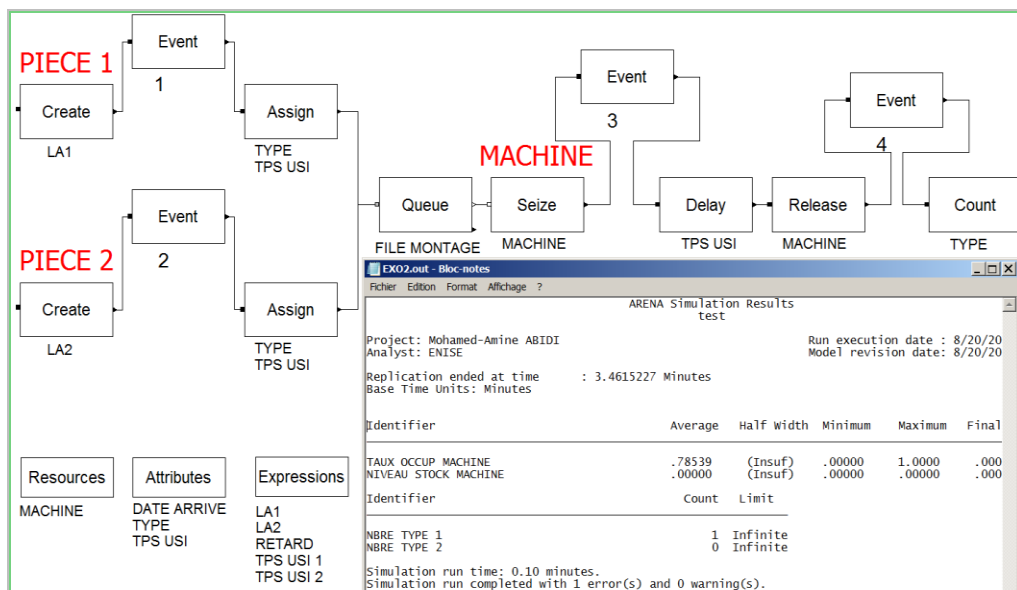 PIECE 1
Create
LA1
Event
1
Assign
TYPE
TPS USI
PIECE 2
Create
LA2
Event
2
Assign
TYPE
TPS USI
Queue
FILE MONTAGE
MACHINE
Seize
MACHINE
Event
3
Delay
TPS USI
Release
MACHINE
Event
4
Count
TYPE
Resources
MACHINE
Attributes
DATE ARRIVE
TYPE
TPS USI
Expressions
LA1
LA2
RETARD
TPS USI 1
TPS USI 2
EXO2.out - Bloc-notes
Fichier Edition Format Affichage ?
ARENA Simulation Results
test
Project: Mohamed-Amine ABIDI Run execution date : 8/20/20
Analyst: ENISE Model revision date: 8/20/20
Replication ended at time : 3.4615227 Minutes
Base Time Units: Minutes
Identifier Average Half Width Minimum Maximum Final
TAUX OCCUP MACHINE .78539 (Insuf) .00000 1.0000 .000
NIVEAU STOCK MACHINE .00000 (Insuf) .00000 .00000 .000
Identifier Count Limit
NBRE TYPE 1 1 Infinite
NBRE TYPE 2 0 Infinite
Simulation run time: 0.10 minutes.
Simulation run completed with 1 error(s) and 0 warning(s).